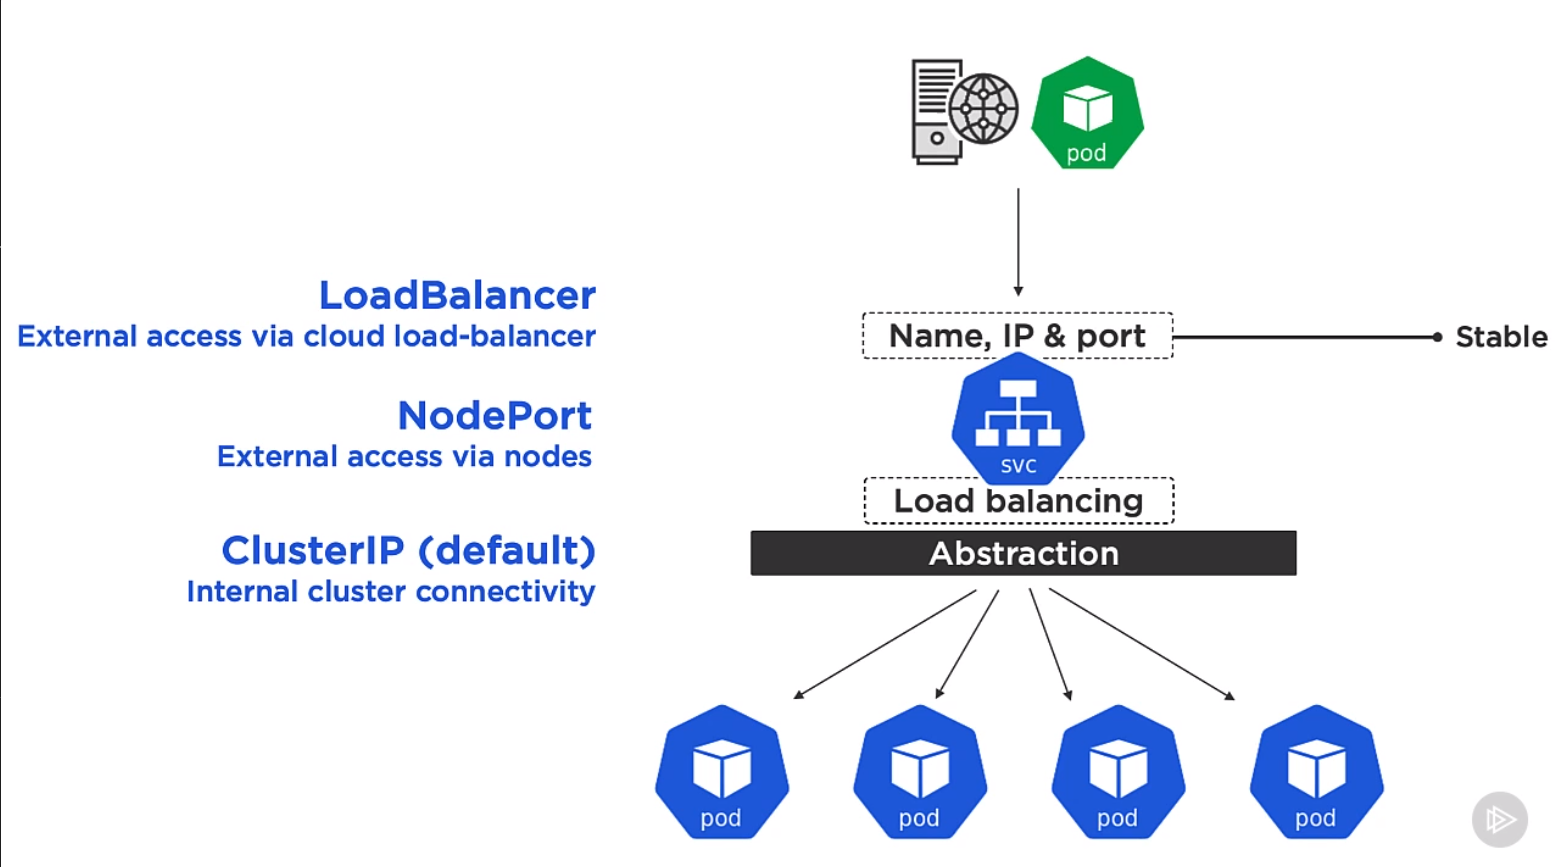 pod
LoadBalancer
External access via cloud load-balancer
Name, IP & port
Stable
NodePort
External access via nodes
svc
Load balancing
ClusterIP (default)
Internal cluster connectivity
Abstraction
pod
pod
pod
pod